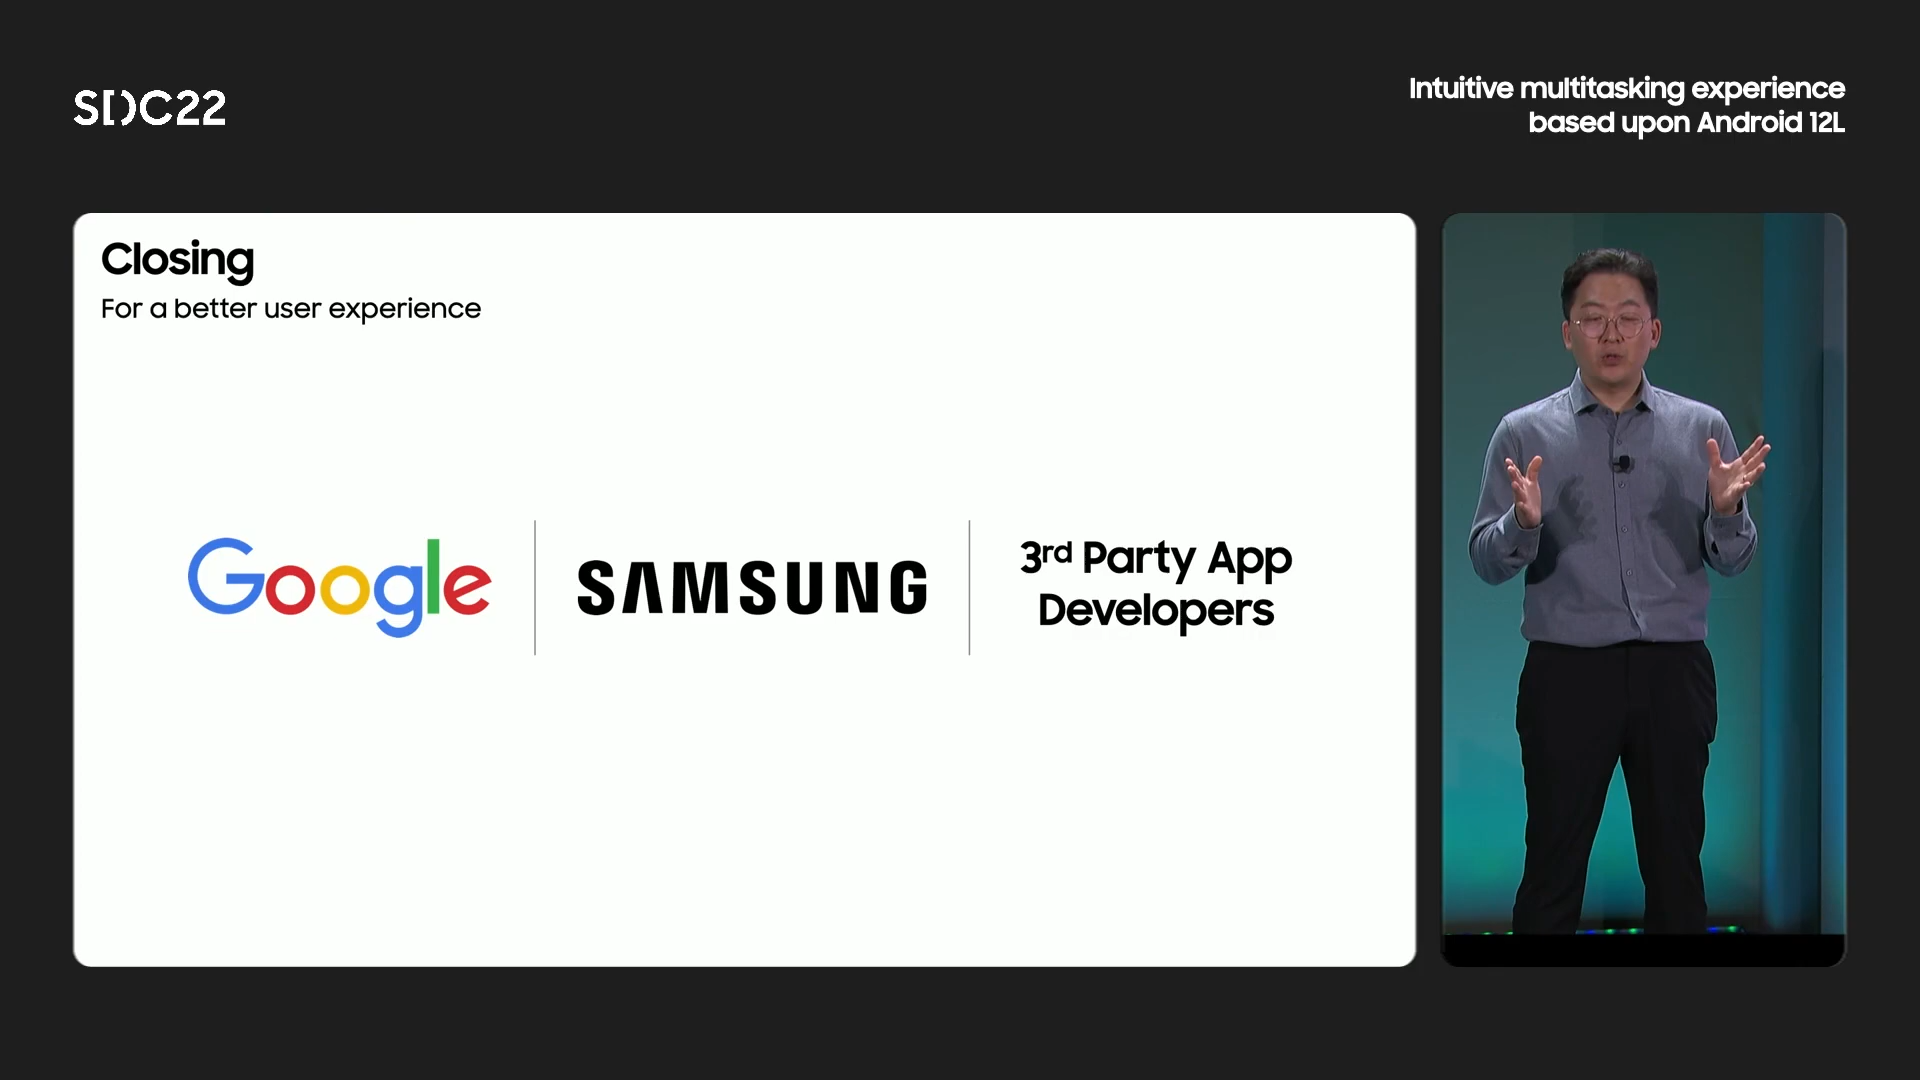 SDC22
Intuitive multitasking experience
based upon Android 12L
Closing
For a better user experience
Google
SAMSUNG
3rd Party App
Developers